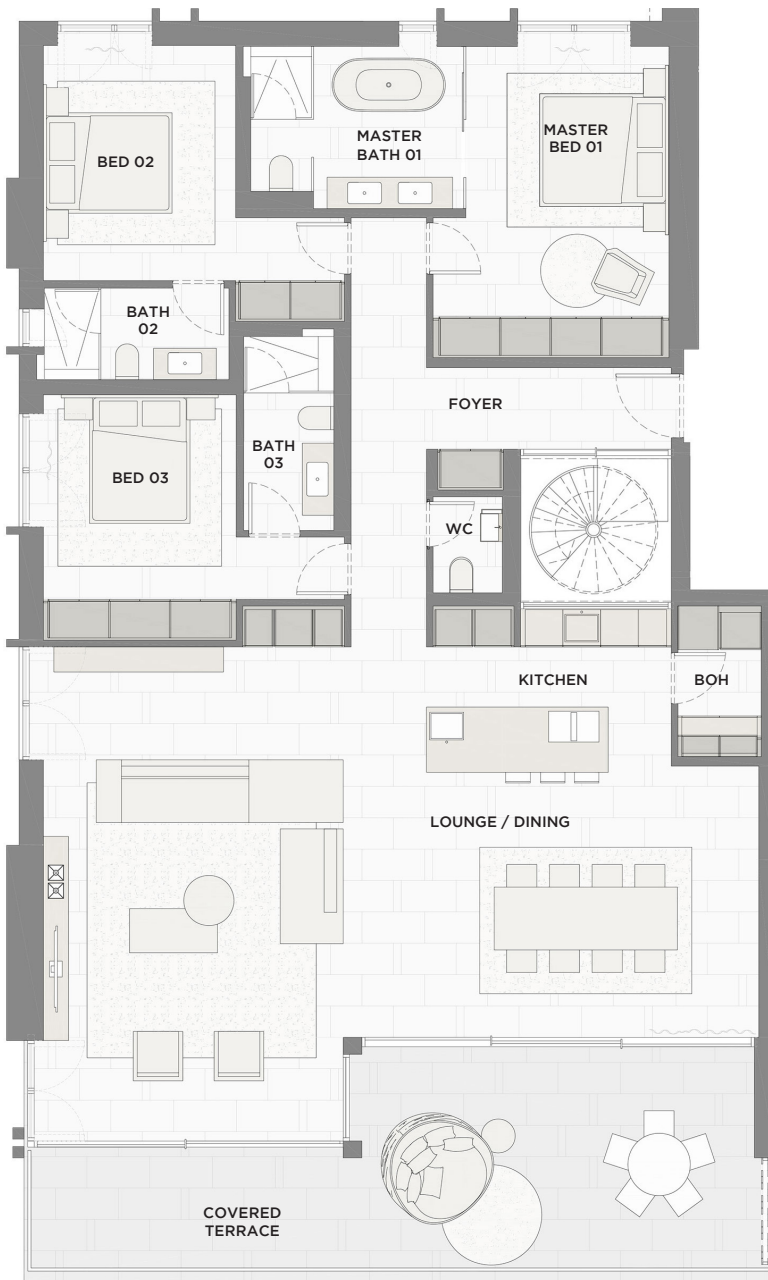 MASTER
BATH 01
MASTER
BED 01
BED 02
BATH
02
FOYER
BATH
03
BED 03
WC
KITCHEN
BOH
LOUNGE / DINING
COVERED
TERRACE